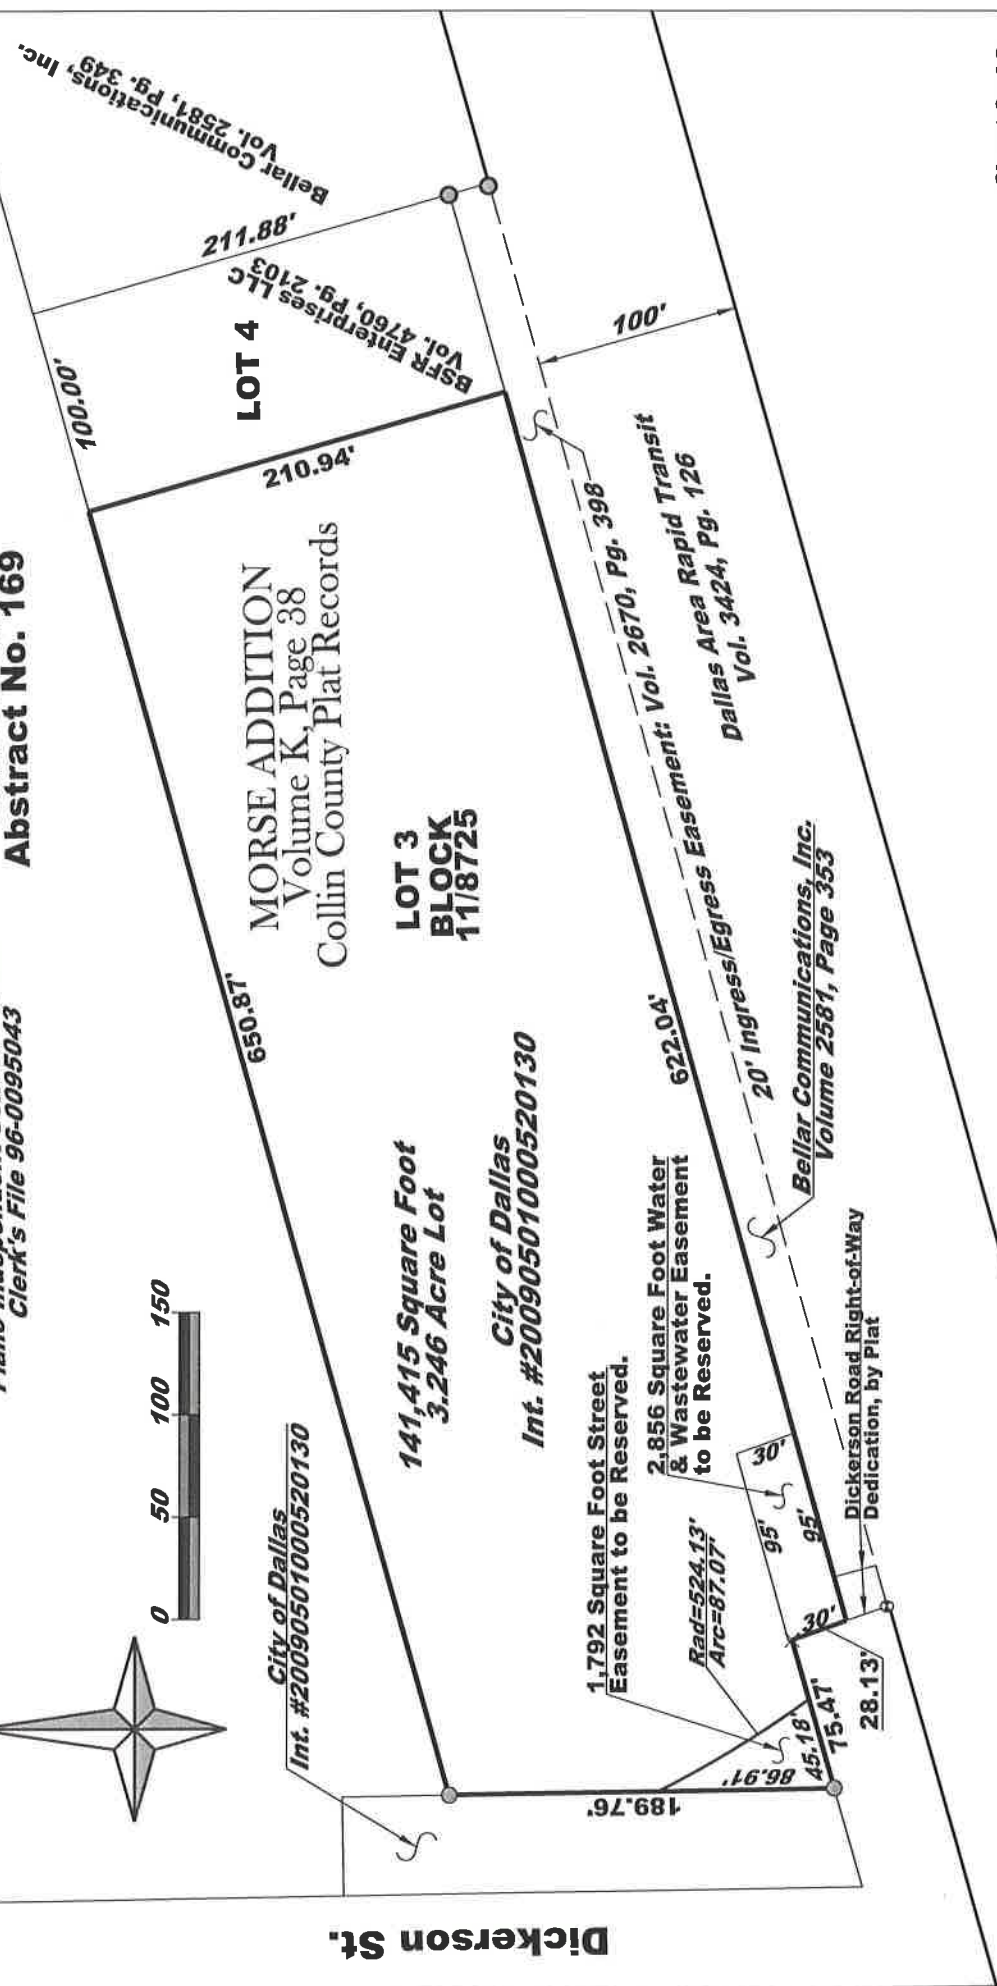 Abstract No. 169
Clerk's File 96-0095043
Bellar Communications, Inc.
Vol. 2581, Pg. 349
211.88'
BSFR Enterprises LLC
Vol. 4760, Pg. 2103
LOT 4
100.00'
210.94'
100'
MORSE ADDITION
Volume K, Page 38
Collin County Plat Records
LOT 3
BLOCK
11/8725
650.87'
622.04'
20' Ingress/Egress Easement: Vol. 2670, Pg. 398
Dallas Area Rapid Transit
Vol. 3424, Pg. 126
Bellar Communications, Inc.
Volume 2581, Page 353
141,415 Square Foot
3.246 Acre Lot
City of Dallas
Int. #20090501000520130
0 50 100 150
City of Dallas
Int. #20090501000520130
1,792 Square Foot Street
Easement to be Reserved.
2,856 Square Foot Water
& Wastewater Easement
to be Reserved.
Rad=524.13'
Arc=87.07'
Dickerson Road Right-of-Way
Dedication, by Plat
30'
95'
95'
30'
28.13'
75.47'
45.18'
86.91'
189.76'
Dickerson St.